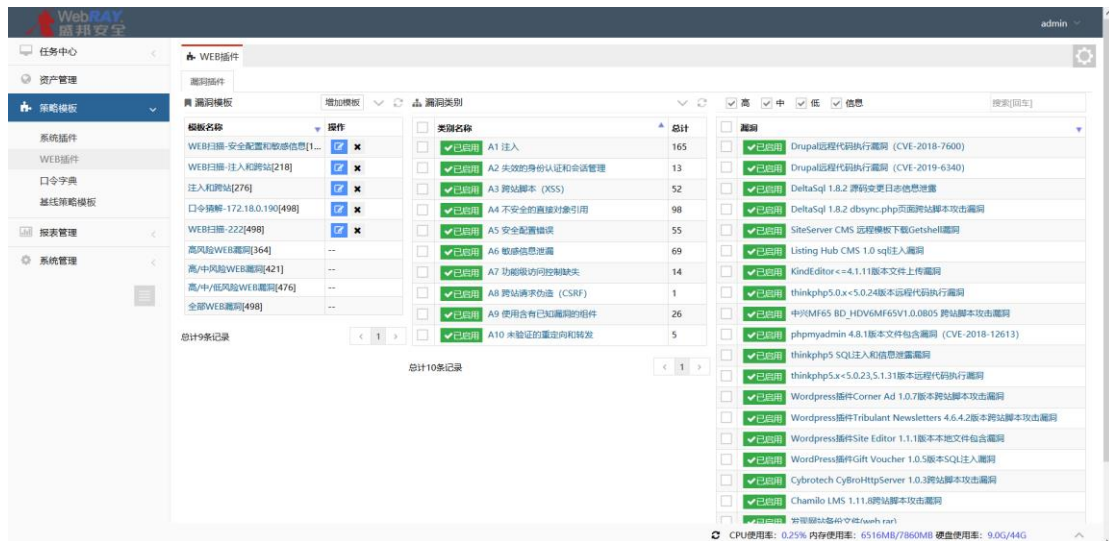 WebRAY
盛邦安全
admin
任务中心
资产管理
策略模板
系统插件
WEB插件
口令字典
基线策略模板
报表管理
系统管理
WEB插件
漏洞插件
漏洞模板 增加模板
模板名称 操作
WEB扫描-安全配置和敏感信息[1...
WEB扫描-注入和跨站[218]
注入和跨站[276]
口令猜解-172.18.0.190[498]
WEB扫描-222[498]
高风险WEB漏洞[364] --
高/中风险WEB漏洞[421] --
高/中/低风险WEB漏洞[476] --
全部WEB漏洞[498] --
总计9条记录 < 1 >
漏洞类别
类别名称 总计
已启用 A1 注入 165
已启用 A2 失效的身份认证和会话管理 13
已启用 A3 跨站脚本 (XSS) 52
已启用 A4 不安全的直接对象引用 98
已启用 A5 安全配置错误 55
已启用 A6 敏感信息泄漏 69
已启用 A7 功能级访问控制缺失 14
已启用 A8 跨站请求伪造 (CSRF) 1
已启用 A9 使用含有已知漏洞的组件 26
已启用 A10 未验证的重定向和转发 5
总计10条记录 < 1 >
高 中 低 信息 搜索[回车]
漏洞
已启用 Drupal远程代码执行漏洞 (CVE-2018-7600)
已启用 Drupal远程代码执行漏洞 (CVE-2019-6340)
已启用 DeltaSql 1.8.2 源码变更日志信息泄露
已启用 DeltaSql 1.8.2 dbsync.php页面跨站脚本攻击漏洞
已启用 SiteServer CMS 远程模板下载Getshell漏洞
已启用 Listing Hub CMS 1.0 sql注入漏洞
已启用 KindEditor<=4.1.11版本文件上传漏洞
已启用 thinkphp5.0.x<5.0.24版本远程代码执行漏洞
已启用 中兴MF65 BD_HDV6MF65V1.0.0B05 跨站脚本攻击漏洞
已启用 phpmyadmin 4.8.1版本文件包含漏洞 (CVE-2018-12613)
已启用 thinkphp5 SQL注入和信息泄露漏洞
已启用 thinkphp5.x<5.0.23,5.1.31版本远程代码执行漏洞
已启用 Wordpress插件Corner Ad 1.0.7版本跨站脚本攻击漏洞
已启用 Wordpress插件Tribulant Newsletters 4.6.4.2版本跨站脚本攻击漏洞
已启用 Wordpress插件Site Editor 1.1.1版本本地文件包含漏洞
已启用 WordPress插件Gift Voucher 1.0.5版本SQL注入漏洞
已启用 Cybrotech CyBroHttpServer 1.0.3跨站脚本攻击漏洞
已启用 Chamilo LMS 1.11.8跨站脚本攻击漏洞
已启用 发现网站备份文件(web.rar)
CPU使用率: 0.25% 内存使用率: 6516MB/7860MB 硬盘使用率: 9.0G/44G